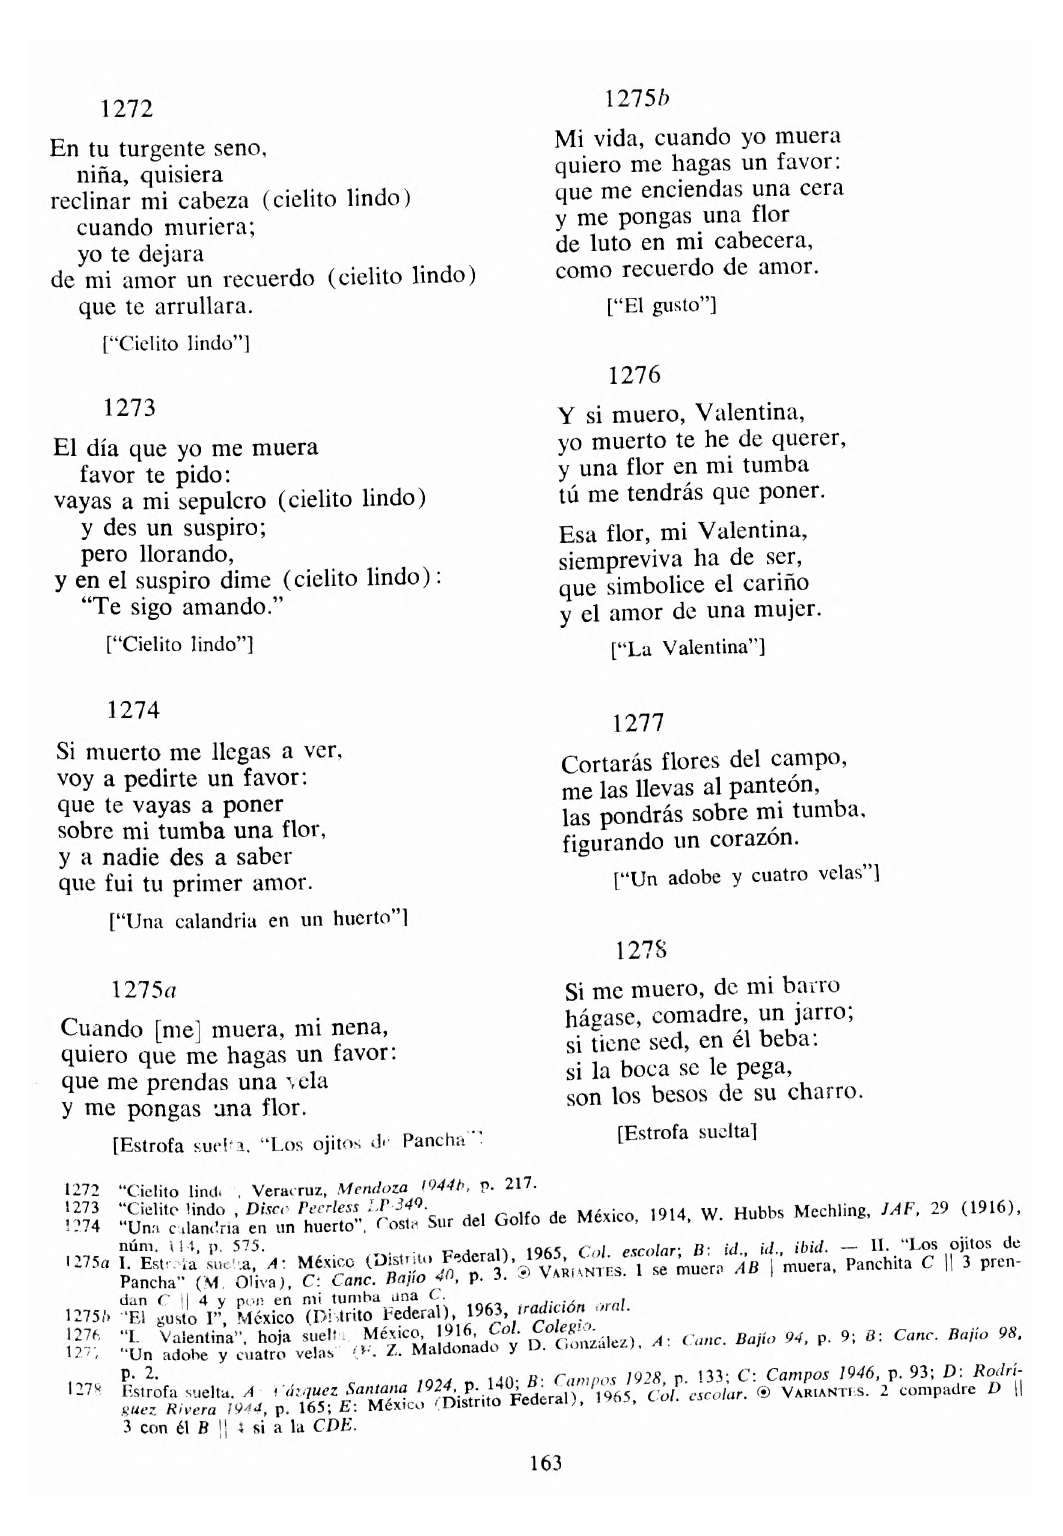 1272
En tu turgente seno,
niña, quisiera
reclinar mi cabeza (cielito lindo)
cuando muriera;
yo te dejara
de mi amor un recuerdo (cielito lindo)
que te arrullara.
[“Cielito lindo”]
1273
El día que yo me muera
favor te pido:
vayas a mi sepulcro (cielito lindo)
y des un suspiro;
pero llorando,
y en el suspiro dime (cielito lindo):
“Te sigo amando.”
[“Cielito lindo”]
1274
Si muerto me llegas a ver,
voy a pedirte un favor:
que te vayas a poner
sobre mi tumba una flor,
y a nadie des a saber
que fui tu primer amor.
[“Una calandria en un huerto”]
1275a
Cuando [me] muera, mi nena,
quiero que me hagas un favor:
que me prendas una vela
y me pongas una flor.
[Estrofa suelta, “Los ojitos de Pancha”]
1275b
Mi vida, cuando yo muera
quiero me hagas un favor:
que me enciendas una cera
y me pongas una flor
de luto en mi cabecera,
como recuerdo de amor.
[“El gusto”]
1276
Y si muero, Valentina,
yo muerto te he de querer,
y una flor en mi tumba
tú me tendrás que poner.
Esa flor, mi Valentina,
siempreviva ha de ser,
que simbolice el cariño
y el amor de una mujer.
[“La Valentina”]
1277
Cortarás flores del campo,
me las llevas al panteón,
las pondrás sobre mi tumba,
figurando un corazón.
[“Un adobe y cuatro velas”]
1278
Si me muero, de mi barro
hágase, comadre, un jarro;
si tiene sed, en él beba:
si la boca se le pega,
son los besos de su charro.
[Estrofa suelta]
1272 “Cielito lindo”, Veracruz, Mendoza 1944b, p. 217.
1273 “Cielito lindo”, Disco Peerless LP-349.
1274 “Una calandria en un huerto”, Costa Sur del Golfo de México, 1914, W. Hubbs Mechling, JAF, 29 (1916),
núm. 114, p. 575.
1275a I. Estrofa suelta, A: México (Distrito Federal), 1965, Col. escolar; B: id., id., ibid. — II. “Los ojitos de
Pancha” (M. Oliva), C: Canc. Bajío 40, p. 3. ⊙ VARIANTES. 1 se muera AB | muera, Panchita C || 3 pren-
dan C || 4 y pon en mi tumba una C.
1275b “El gusto I”, México (Distrito Federal), 1963, tradición oral.
1276 “La Valentina”, hoja suelta, México, 1916, Col. Colegio.
1277 “Un adobe y cuatro velas” (F. Z. Maldonado y D. González), A: Canc. Bajío 94, p. 9; B: Canc. Bajío 98,
p. 2.
1278 Estrofa suelta, A: Vázquez Santana 1924, p. 140; B: Campos 1928, p. 133; C: Campos 1946, p. 93; D: Rodrí-
guez Rivera 1944, p. 165; E: México (Distrito Federal), 1965, Col. escolar. ⊙ VARIANTES. 2 compadre D ||
3 con él B || 4 si a la CDE.
163